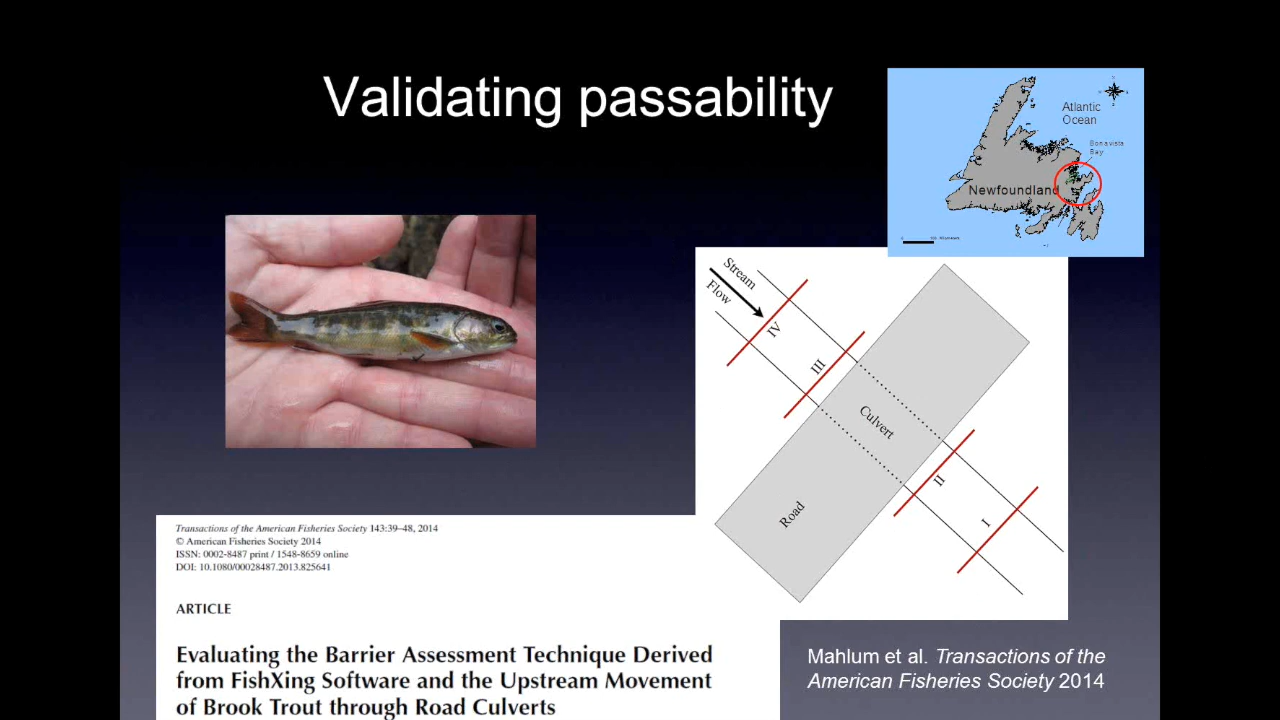 Validating passability
Atlantic
Ocean
Bonavista
Bay
Newfoundland
Stream
Flow
IV
III
Culvert
II
I
Road
Transactions of the American Fisheries Society 143:39–48, 2014
© American Fisheries Society 2014
ISSN: 0002-8487 print / 1548-8659 online
DOI: 10.1080/00028487.2013.825641
ARTICLE
Evaluating the Barrier Assessment Technique Derived
from FishXing Software and the Upstream Movement
of Brook Trout through Road Culverts
Mahlum et al. Transactions of the
American Fisheries Society 2014